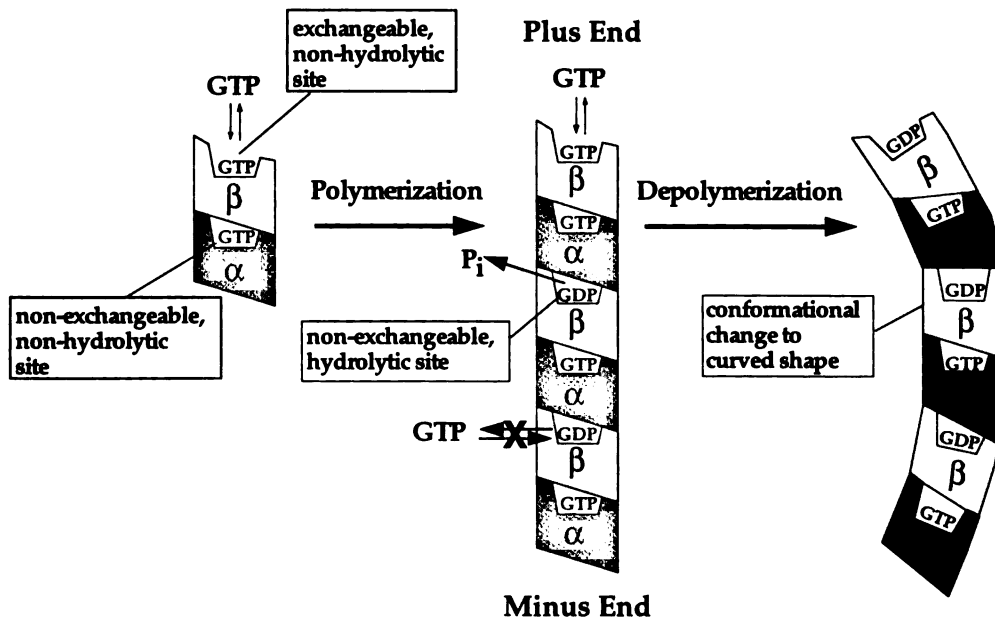 exchangeable,
non-hydrolytic
site
GTP
GTP
β
GTP
α
non-exchangeable,
non-hydrolytic
site
Polymerization
Plus End
GTP
GTP
β
GTP
α
Pi
GDP
β
non-exchangeable,
hydrolytic site
GTP
α
GTP
X
GDP
β
GTP
α
Minus End
Depolymerization
GDP
β
GTP
conformational
change to
curved shape
GDP
β
GTP
GDP
β
GTP